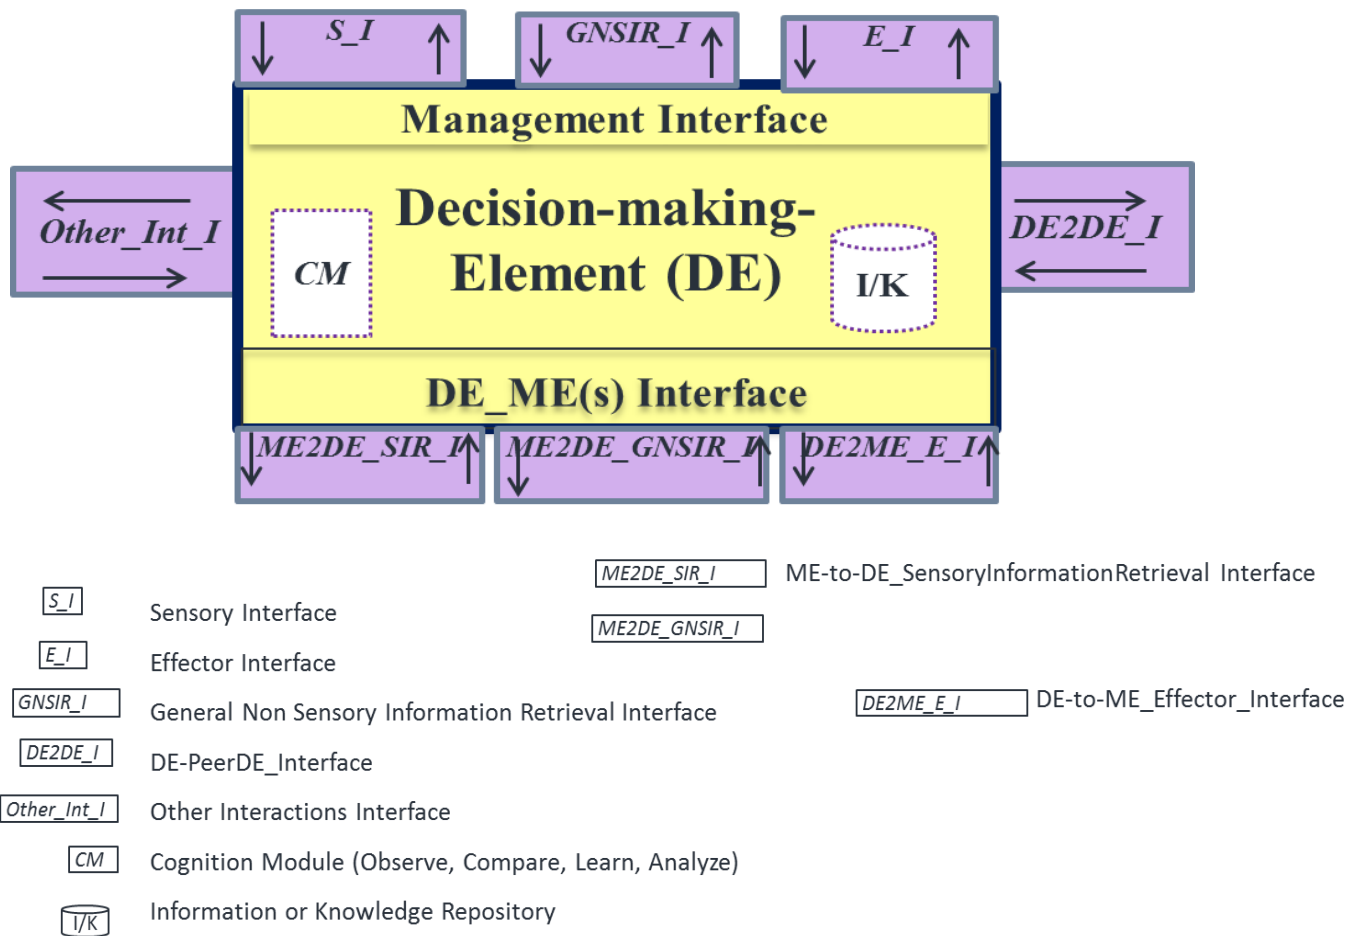 S_I
GNSIR_I
E_I
Management Interface
Other_Int_I
Decision-making-
Element (DE)
CM
I/K
DE2DE_I
DE_ME(s) Interface
ME2DE_SIR_I
ME2DE_GNSIR_I
DE2ME_E_I
S_I
Sensory Interface
E_I
Effector Interface
GNSIR_I
General Non Sensory Information Retrieval Interface
DE2DE_I
DE-PeerDE_Interface
Other_Int_I
Other Interactions Interface
CM
Cognition Module (Observe, Compare, Learn, Analyze)
I/K
Information or Knowledge Repository
ME2DE_SIR_I
ME-to-DE_SensoryInformationRetrieval Interface
ME2DE_GNSIR_I
DE2ME_E_I
DE-to-ME_Effector_Interface